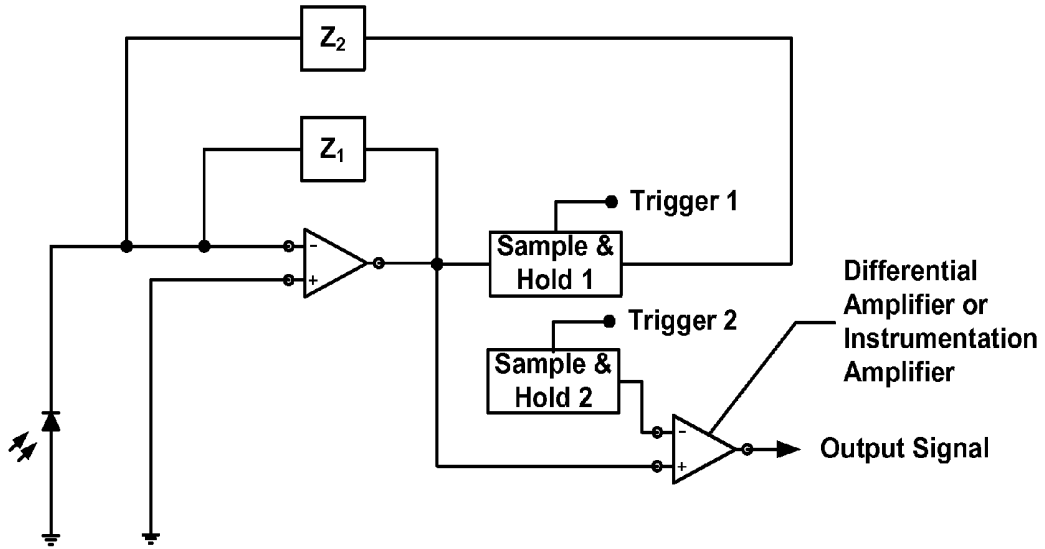 Z2
Z1
Trigger 1
Sample &
Hold 1
-
+
Differential
Amplifier or
Instrumentation
Amplifier
Trigger 2
Sample &
Hold 2
-
+
Output Signal